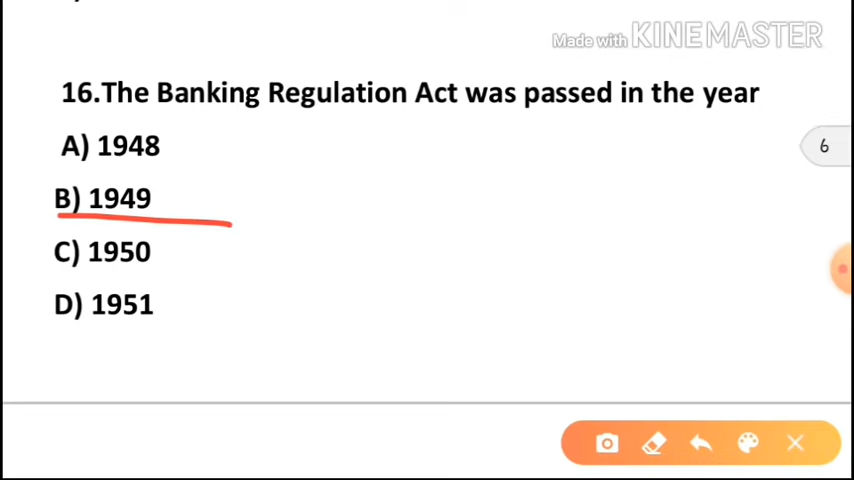 Made with KINEMASTER
16.The Banking Regulation Act was passed in the year
A) 1948
6
B) 1949
C) 1950
D) 1951